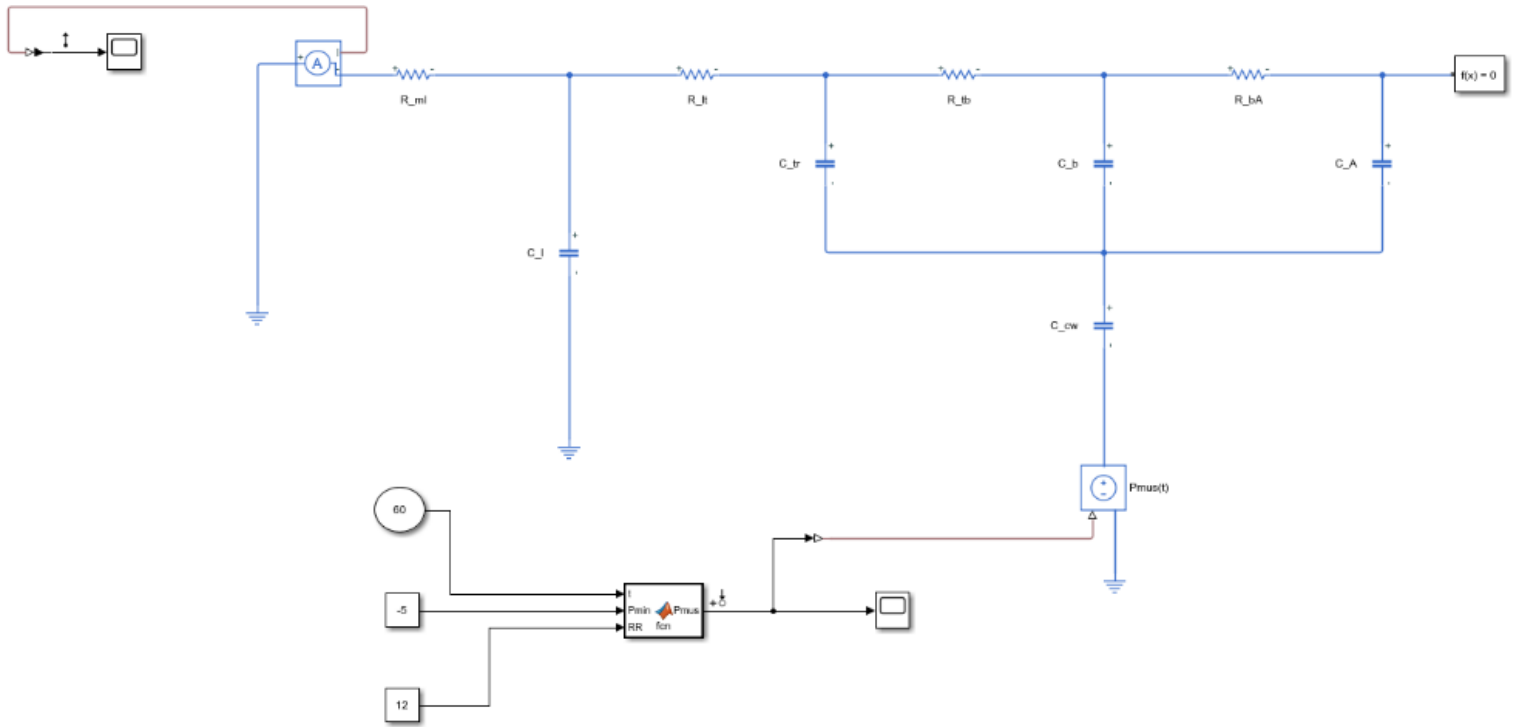 A
I
R_ml
R_lt
R_tb
R_bA
f(x) = 0
C_tr
C_b
C_A
C_l
C_cw
Pmus(t)
60
-5
12
t
Pmin
Pmus
RR
fcn